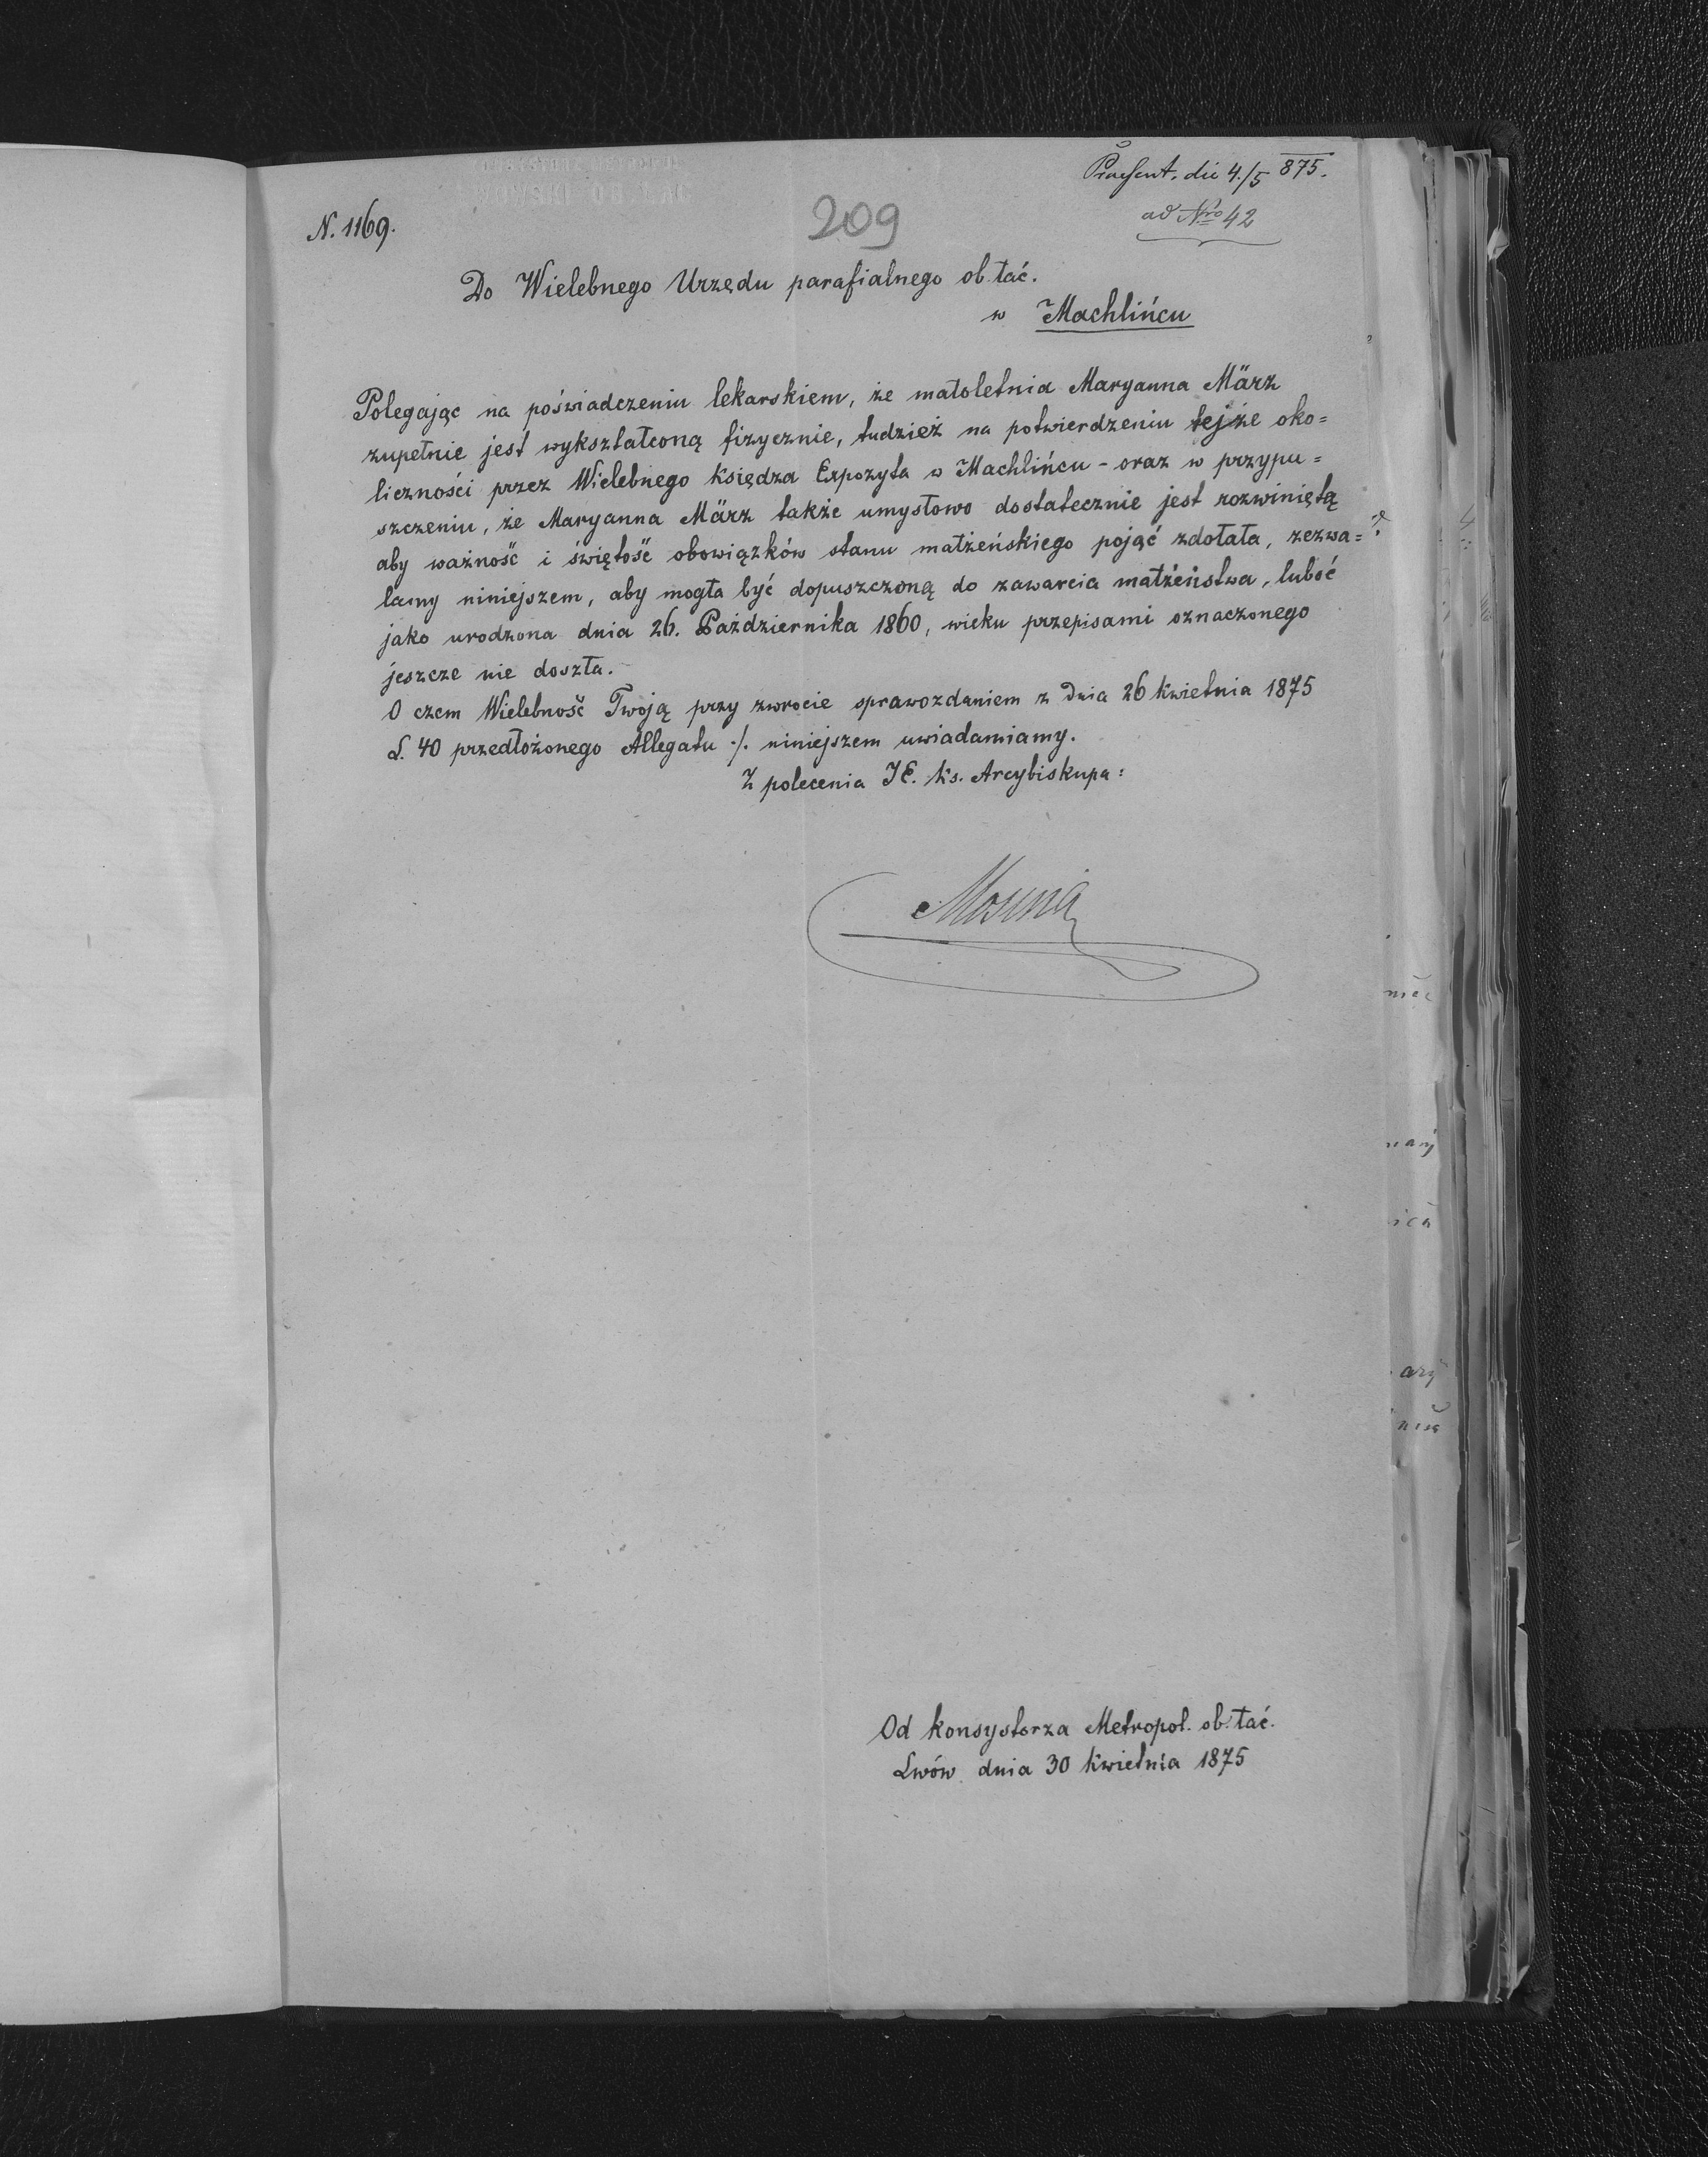 Praesent. die 4./5 875.
ad Nro 42
N. 1169.
209
Do Wielebnego Urzędu parafialnego ob. łać.
w Machlińcu
Polegając na poświadczeniu lekarskiem, że małoletnia Maryanna März
zupełnie jest wykształconą fizycznie, tudzież na potwierdzeniu tejże oko=
liczności przez Wielebnego księdza Expozyta w Machlińcu - oraz w przypu=
szczeniu, że Maryanna März także umysłowo dostatecznie jest rozwiniętą
aby ważność i świętość obowiązków stanu małżeńskiego pojąć zdołała, zezwa=
lamy niniejszem, aby mogła być dopuszczoną do zawarcia małżeństwa, luboć
jako urodzona dnia 26. Października 1860, wieku przepisami oznaczonego
jeszcze nie doszła.
O czem Wielebność Twoją przy zwrocie sprawozdaniem z dnia 26 kwietnia 1875
L. 40 przedłożonego Allegatu ·/. niniejszem uwiadamiamy.
Z polecenia JE. ks. Arcybiskupa:
Od konsystorza Metropol. ob. łać.
Lwów dnia 30 kwietnia 1875